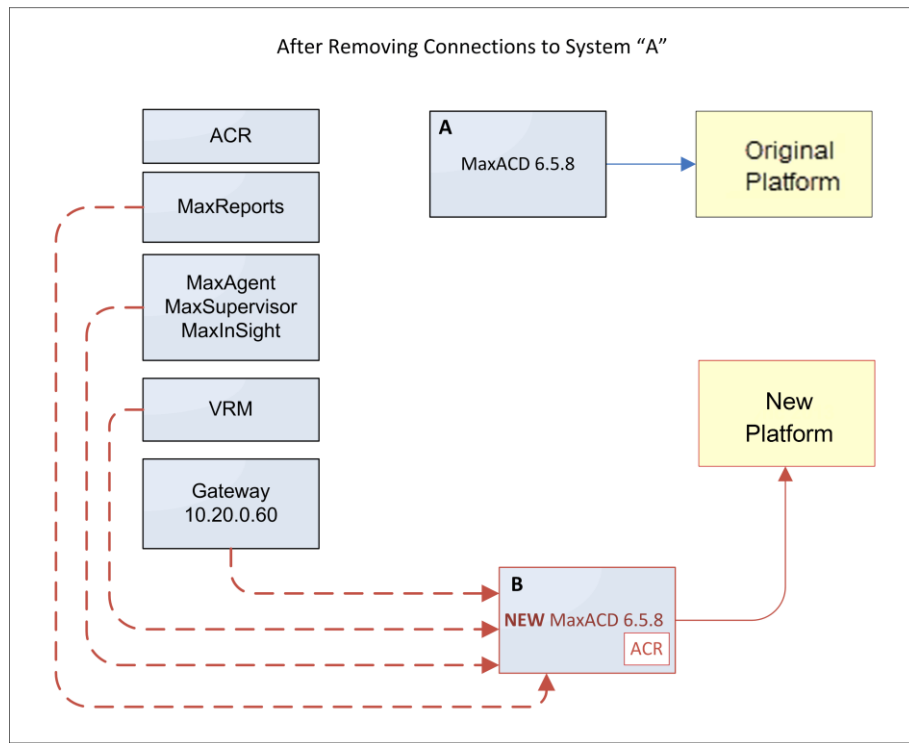 After Removing Connections to System “A”
ACR
MaxReports
MaxAgent
MaxSupervisor
MaxInSight
VRM
Gateway
10.20.0.60
A
MaxACD 6.5.8
Original
Platform
New
Platform
B
NEW MaxACD 6.5.8
ACR